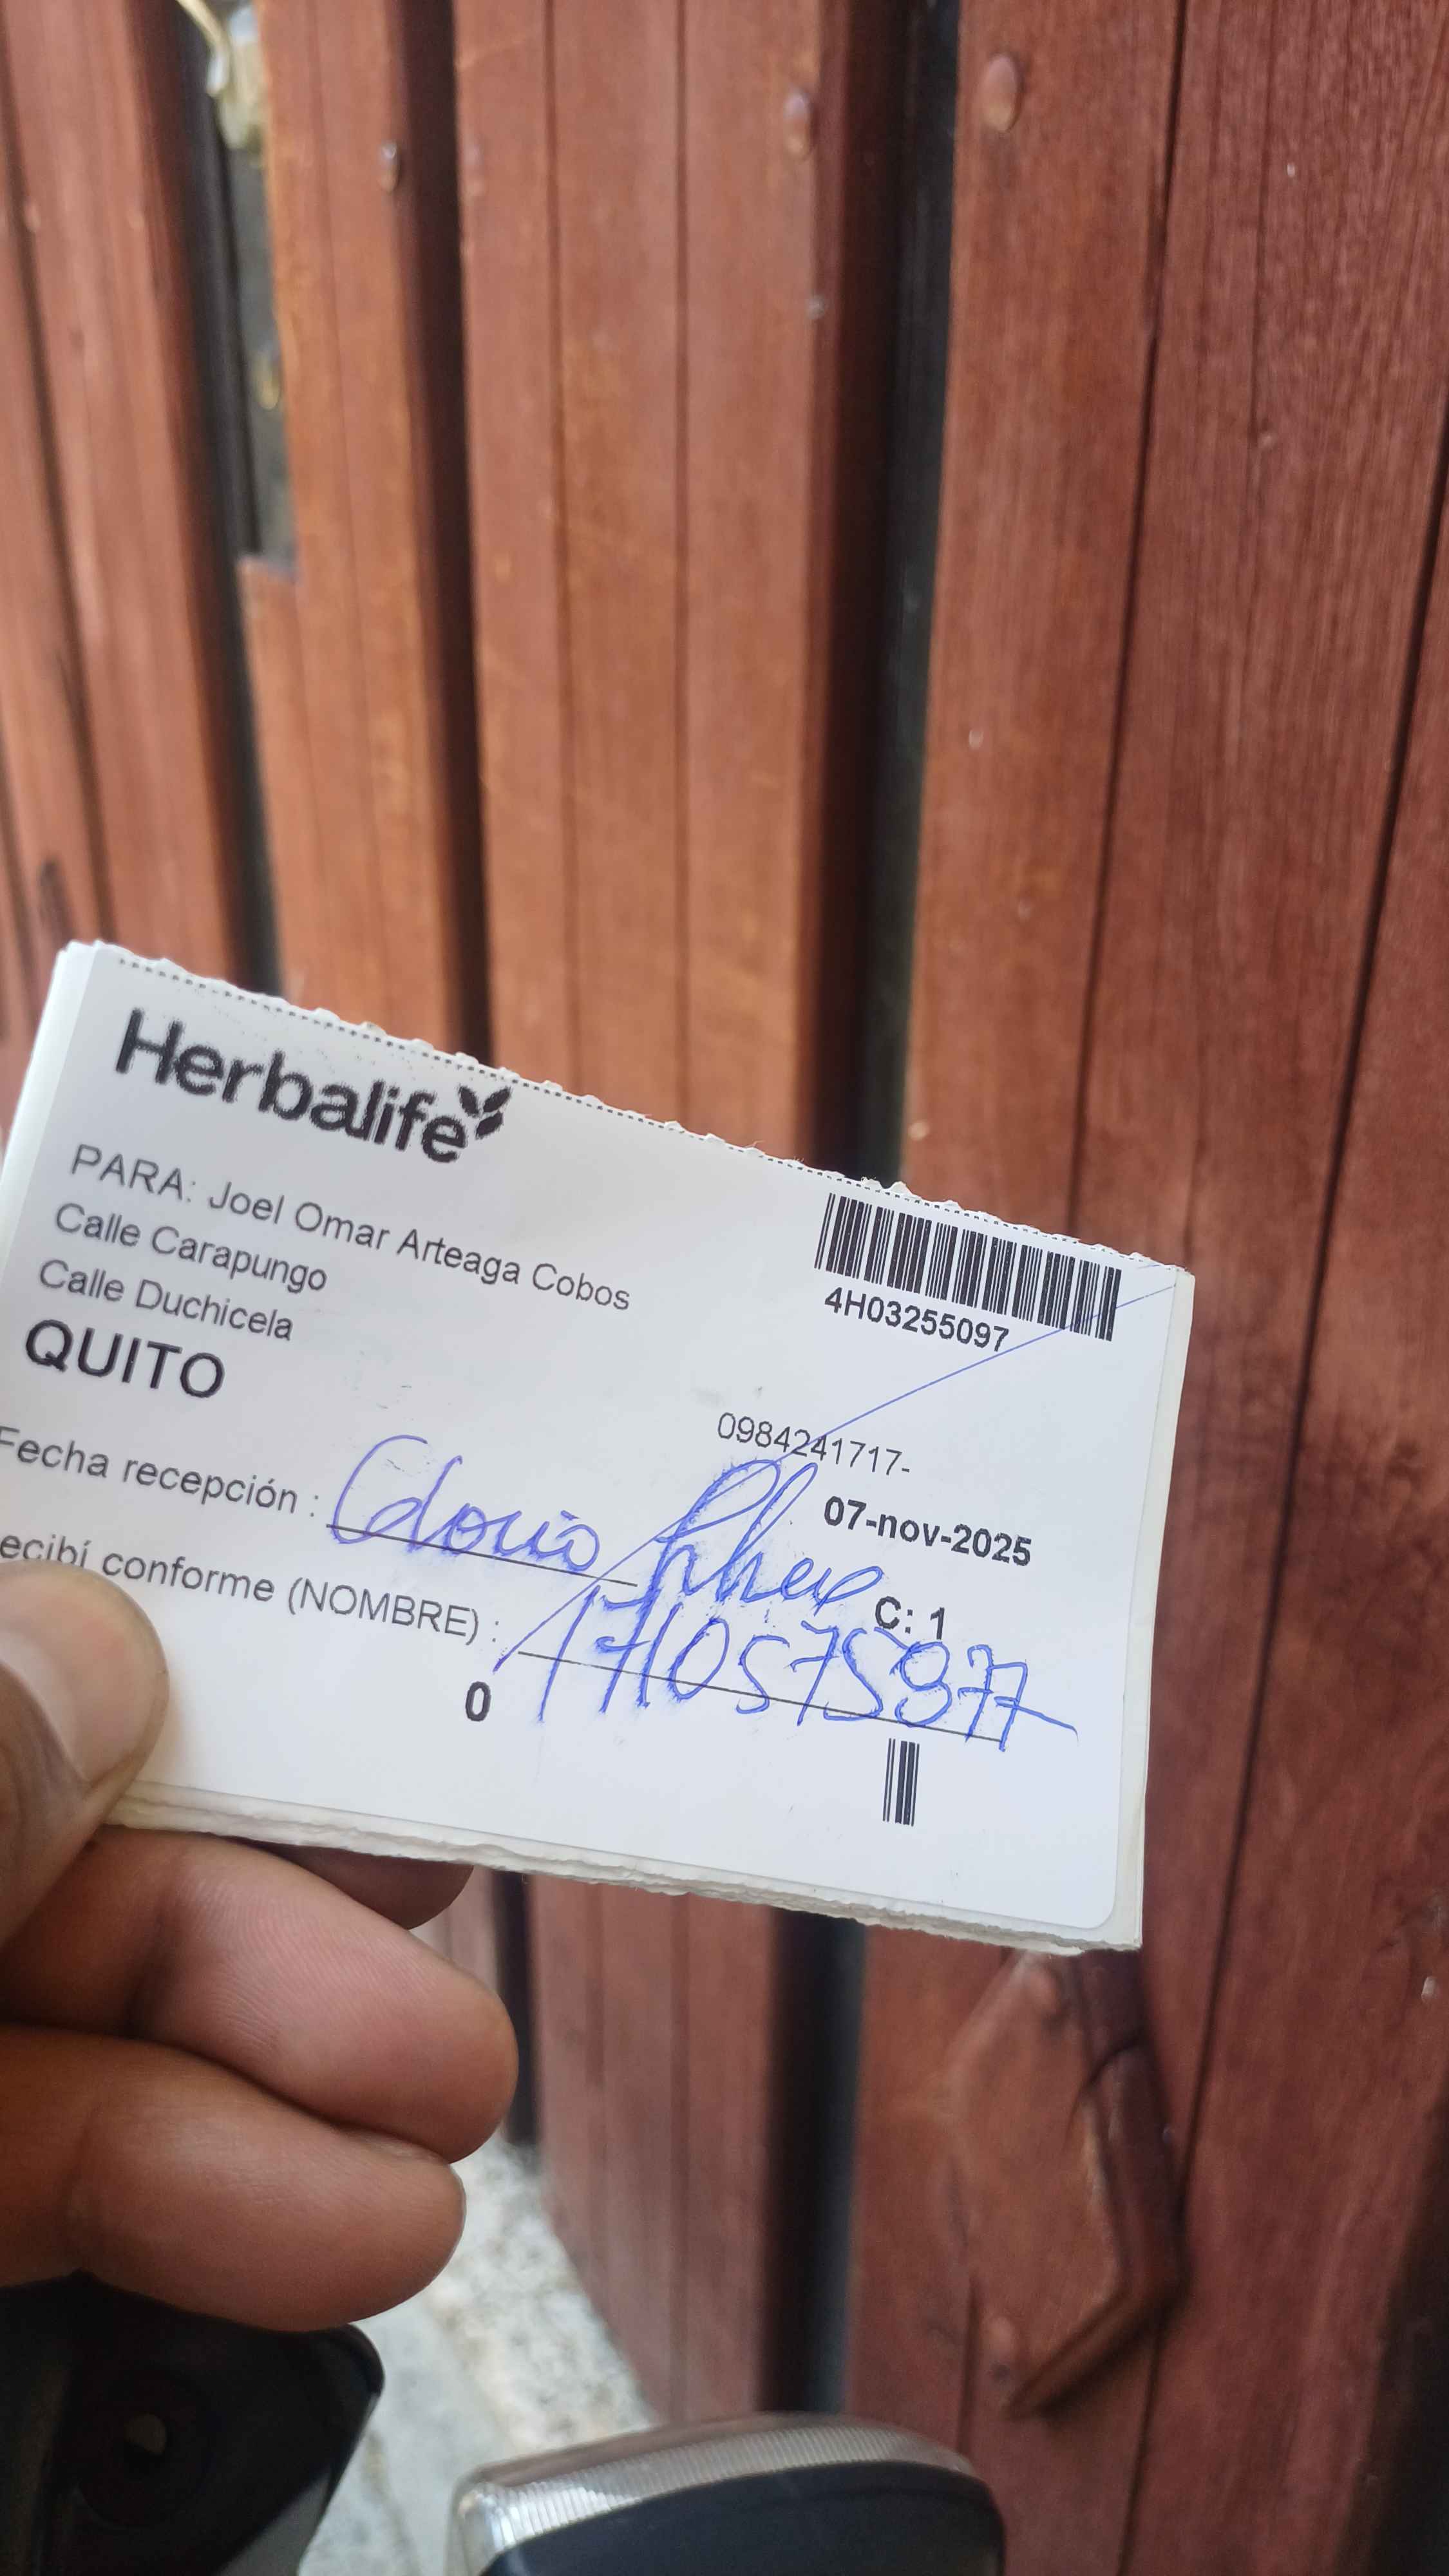 Herbalife
PARA: Joel Omar Arteaga Cobos
Calle Carapungo
Calle Duchicela
QUITO
4H03255097
0984241717-
07-nov-2025
Fecha recepción :
C: 1
ecibí conforme (NOMBRE) : 1710575977
0